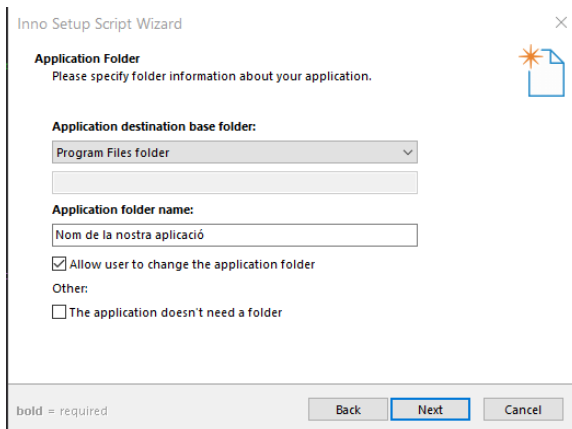 Inno Setup Script Wizard
Application Folder
Please specify folder information about your application.
Application destination base folder:
Program Files folder
Application folder name:
Nom de la nostra aplicació
Allow user to change the application folder
Other:
The application doesn't need a folder
bold = required
Back
Next
Cancel